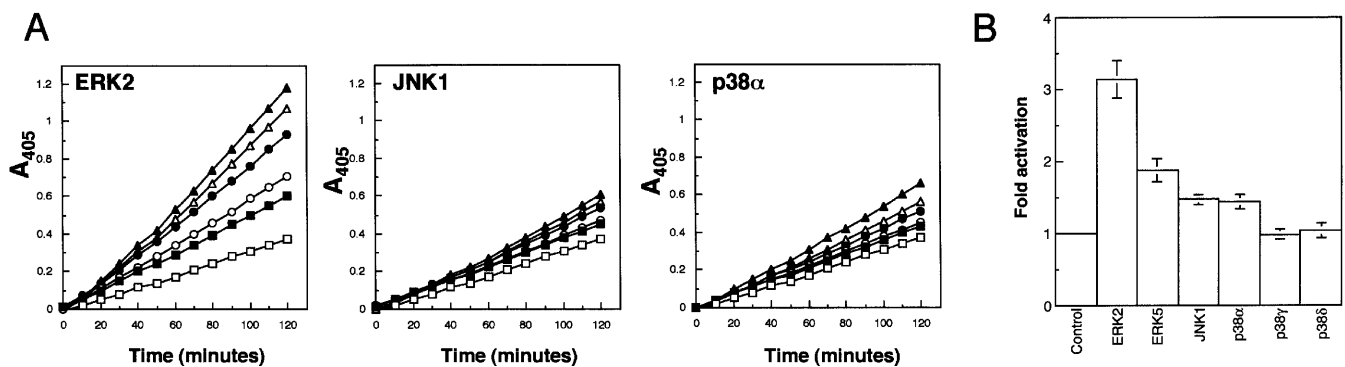 A
ERK2
1.2
1
0.8
0.6
0.4
0.2
0
A405
0 20 40 60 80 100 120
Time (minutes)
JNK1
1.2
1
0.8
0.6
0.4
0.2
0
A405
0 20 40 60 80 100 120
Time (minutes)
p38α
1.2
1
0.8
0.6
0.4
0.2
0
A405
0 20 40 60 80 100 120
Time (minutes)
B
4
3
2
1
0
Fold activation
Control
ERK2
ERK5
JNK1
p38α
p38γ
p38δ